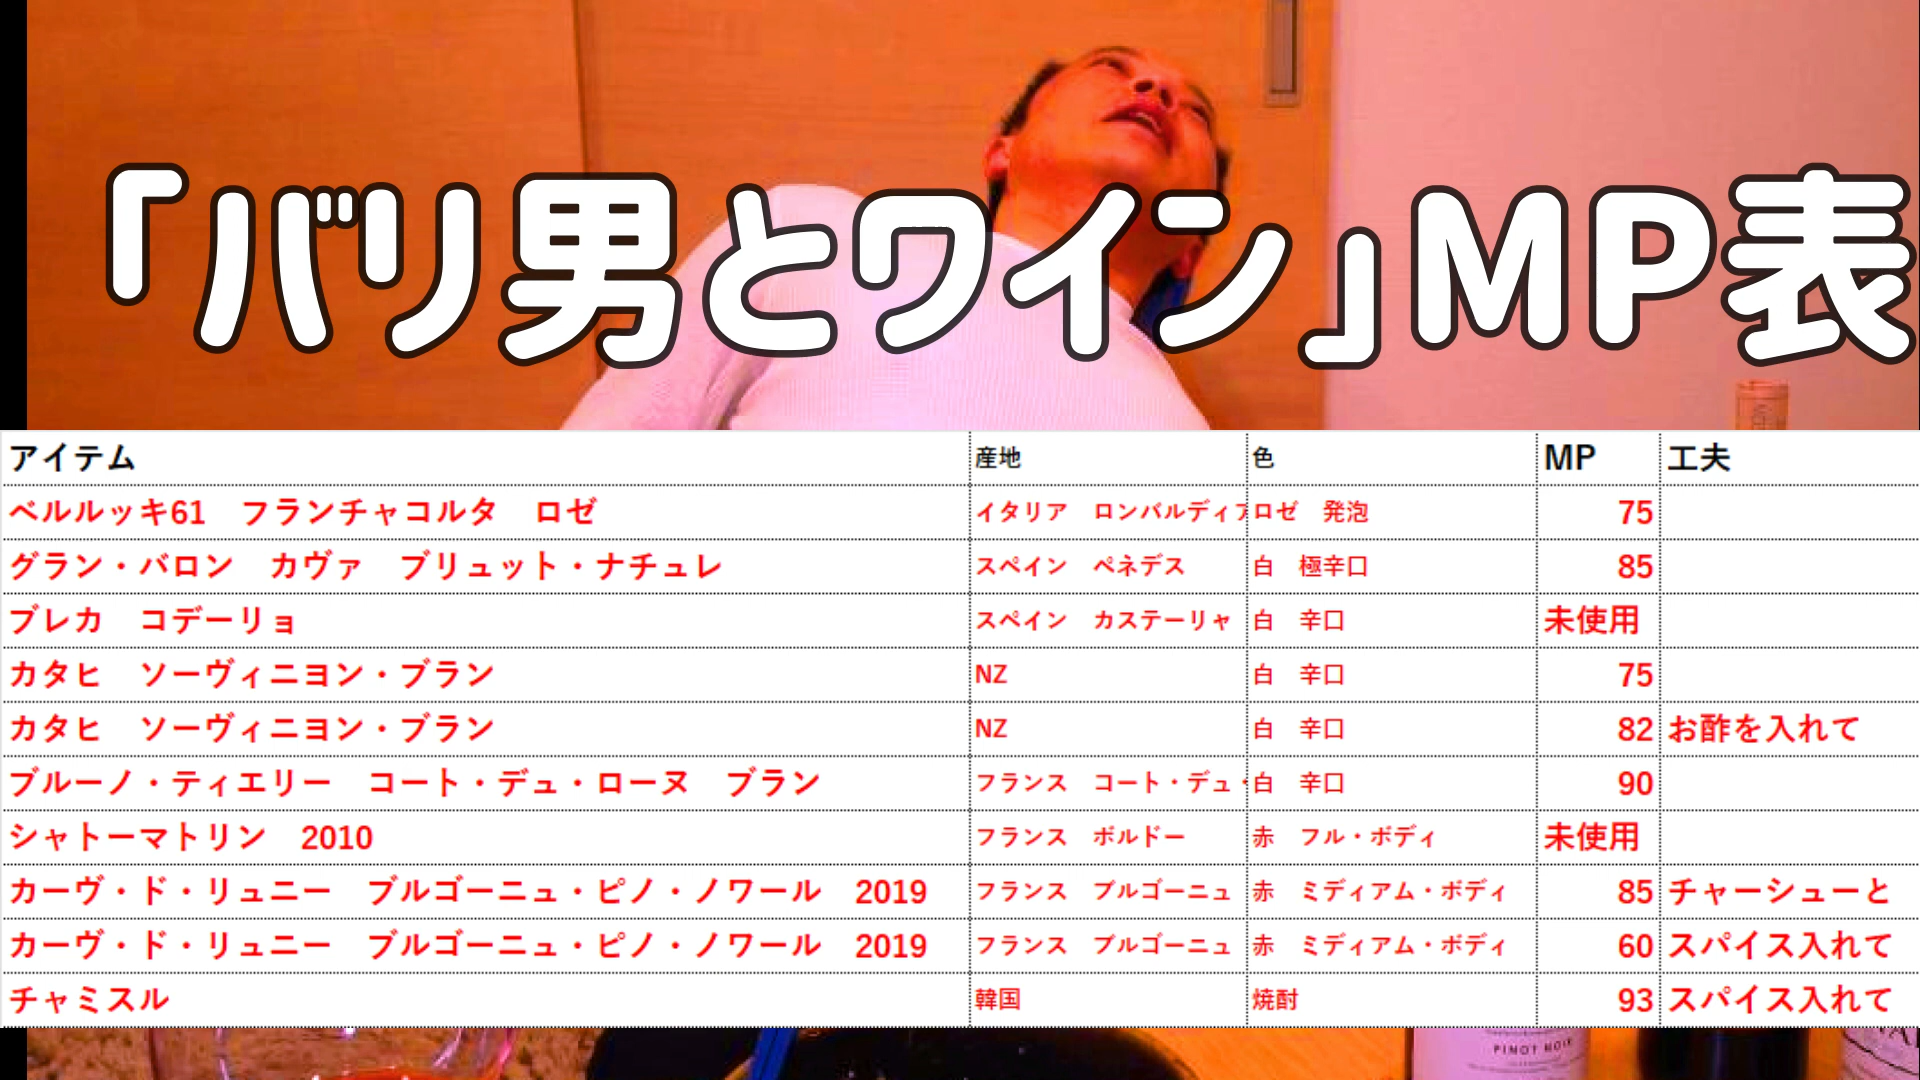 「バリ男とワイン」MP表
アイテム 産地 色 MP 工夫
ベルルッキ61 フランチャコルタ ロゼ イタリア ロンバルディア ロゼ 発泡 75
グラン・バロン カヴァ ブリュット・ナチュレ スペイン ペネデス 白 極辛口 85
ブレカ コデーリョ スペイン カステーリャ 白 辛口 未使用
カタヒ ソーヴィニヨン・ブラン NZ 白 辛口 75
カタヒ ソーヴィニヨン・ブラン NZ 白 辛口 82 お酢を入れて
ブルーノ・ティエリー コート・デュ・ローヌ ブラン フランス コート・デュ・ 白 辛口 90
シャトーマトリン 2010 フランス ボルドー 赤 フル・ボディ 未使用
カーヴ・ド・リュニー ブルゴーニュ・ピノ・ノワール 2019 フランス ブルゴーニュ 赤 ミディアム・ボディ 85 チャーシューと
カーヴ・ド・リュニー ブルゴーニュ・ピノ・ノワール 2019 フランス ブルゴーニュ 赤 ミディアム・ボディ 60 スパイス入れて
チャミスル 韓国 焼酎 93 スパイス入れて
PINOT NOIR